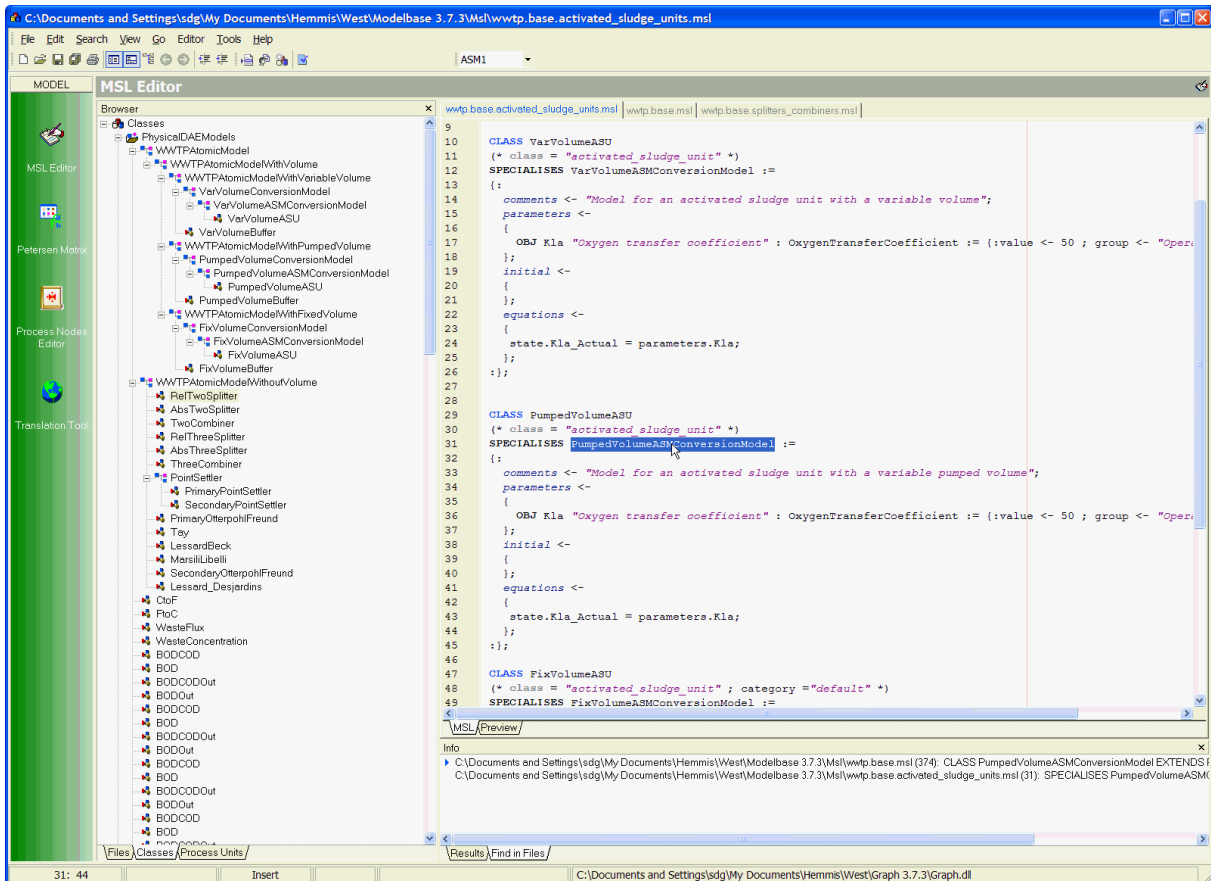 C:\Documents and Settings\sdg\My Documents\Hemmis\West\Modelbase 3.7.3\Msl\wwtp.base.activated_sludge_units.msl
File Edit Search View Go Editor Tools Help
ASM1
MODEL
MSL Editor
MSL Editor
Petersen Matrix
Process Nodes
Editor
Translation Tool
Browser
Classes
PhysicalDAEModels
WWTPAtomicModel
WWTPAtomicModelWithVolume
WWTPAtomicModelWithVariableVolume
VarVolumeConversionModel
VarVolumeASMConversionModel
VarVolumeASU
VarVolumeBuffer
WWTPAtomicModelWithPumpedVolume
PumpedVolumeConversionModel
PumpedVolumeASMConversionModel
PumpedVolumeASU
PumpedVolumeBuffer
WWTPAtomicModelWithFixedVolume
FixVolumeConversionModel
FixVolumeASMConversionModel
FixVolumeASU
FixVolumeBuffer
WWTPAtomicModelWithoutVolume
RelTwoSplitter
AbsTwoSplitter
TwoCombiner
RelThreeSplitter
AbsThreeSplitter
ThreeCombiner
PointSettler
PrimaryPointSettler
SecondaryPointSettler
PrimaryOtterpohlFreund
Tay
LessardBeck
MarsiliLibelli
SecondaryOtterpohlFreund
Lessard_Desjardins
CtoF
FtoC
WasteFlux
WasteConcentration
BODCOD
BOD
BODCODOut
BODOut
BODCOD
BOD
BODCODOut
BODOut
BODCOD
BOD
BODCODOut
BODOut
BODCOD
BOD
BODCODOut
Files Classes Process Units
wwtp.base.activated_sludge_units.msl wwtp.base.msl wwtp.base.splitters_combiners.msl
9
10 CLASS VarVolumeASU
11 (* class = "activated_sludge_unit" *)
12 SPECIALISES VarVolumeASMConversionModel :=
13 {:
14 comments <- "Model for an activated sludge unit with a variable volume";
15 parameters <-
16 {
17 OBJ Kla "Oxygen transfer coefficient" : OxygenTransferCoefficient := {:value <- 50 ; group <- "Opera
18 };
19 initial <-
20 {
21 };
22 equations <-
23 {
24 state.Kla_Actual = parameters.Kla;
25 };
26 :};
27
28
29 CLASS PumpedVolumeASU
30 (* class = "activated_sludge_unit" *)
31 SPECIALISES PumpedVolumeASMConversionModel :=
32 {:
33 comments <- "Model for an activated sludge unit with a variable pumped volume";
34 parameters <-
35 {
36 OBJ Kla "Oxygen transfer coefficient" : OxygenTransferCoefficient := {:value <- 50 ; group <- "Opera
37 };
38 initial <-
39 {
40 };
41 equations <-
42 {
43 state.Kla_Actual = parameters.Kla;
44 };
45 :};
46
47 CLASS FixVolumeASU
48 (* class = "activated_sludge_unit" ; category ="default" *)
49 SPECIALISES FixVolumeASMConversionModel :=
MSL Preview
Info
C:\Documents and Settings\sdg\My Documents\Hemmis\West\Modelbase 3.7.3\Msl\wwtp.base.msl (374): CLASS PumpedVolumeASMConversionModel EXTENDS
C:\Documents and Settings\sdg\My Documents\Hemmis\West\Modelbase 3.7.3\Msl\wwtp.base.activated_sludge_units.msl (31): SPECIALISES PumpedVolumeASM
Results Find in Files
31: 44 Insert C:\Documents and Settings\sdg\My Documents\Hemmis\West\Graph 3.7.3\Graph.dll